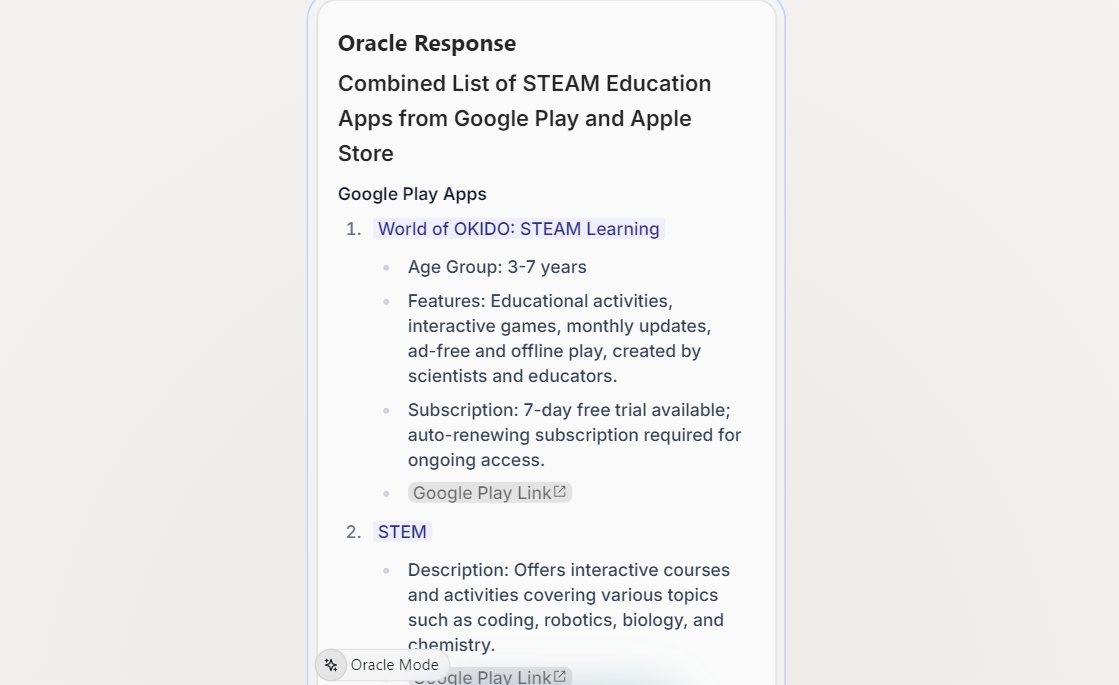 Oracle Response
Combined List of STEAM Education
Apps from Google Play and Apple
Store
Google Play Apps
1. World of OKIDO: STEAM Learning
Age Group: 3-7 years
Features: Educational activities,
interactive games, monthly updates,
ad-free and offline play, created by
scientists and educators.
Subscription: 7-day free trial available;
auto-renewing subscription required for
ongoing access.
Google Play Link
2. STEM
Description: Offers interactive courses
and activities covering various topics
such as coding, robotics, biology, and
chemistry.
Oracle Mode
Google Play Link